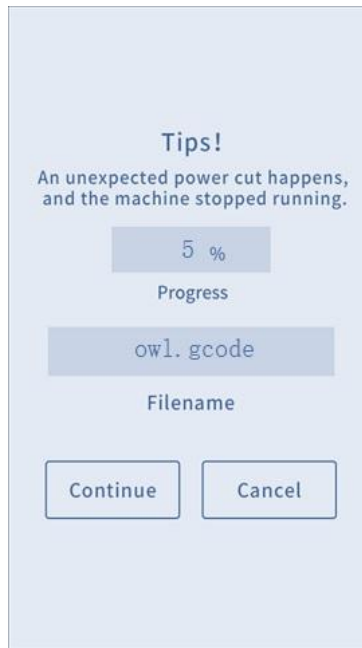 Tips!
An unexpected power cut happens,
and the machine stopped running.
5 %
Progress
owl.gcode
Filename
Continue
Cancel